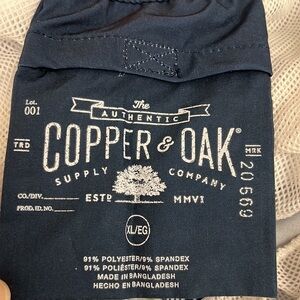 The
AUTHENTIC
Lot.
001
TRD
COPPER & OAK®
MRK
SUPPLY COMPANY
20569
CO./DIV.
PROD. ID. NO.
ESTD MMVI
XL/EG
91% POLYESTER/9% SPANDEX
91% POLIÉSTER/9% SPANDEX
MADE IN BANGLADESH
HECHO EN BANGLADESH